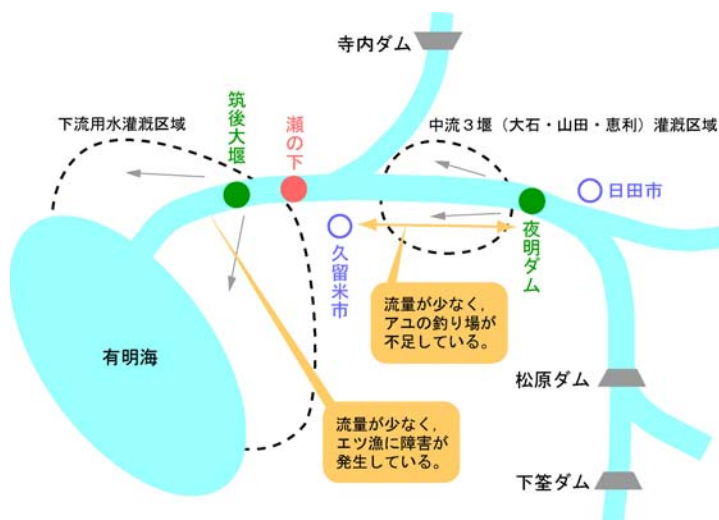 寺内ダム
下流用水灌漑区域
筑後大堰
瀬の下
中流３堰（大石・山田・恵利）灌漑区域
日田市
久留米市
夜明ダム
流量が少なく，
アユの釣り場が
不足している。
有明海
松原ダム
流量が少なく，
エツ漁に障害が
発生している。
下筌ダム